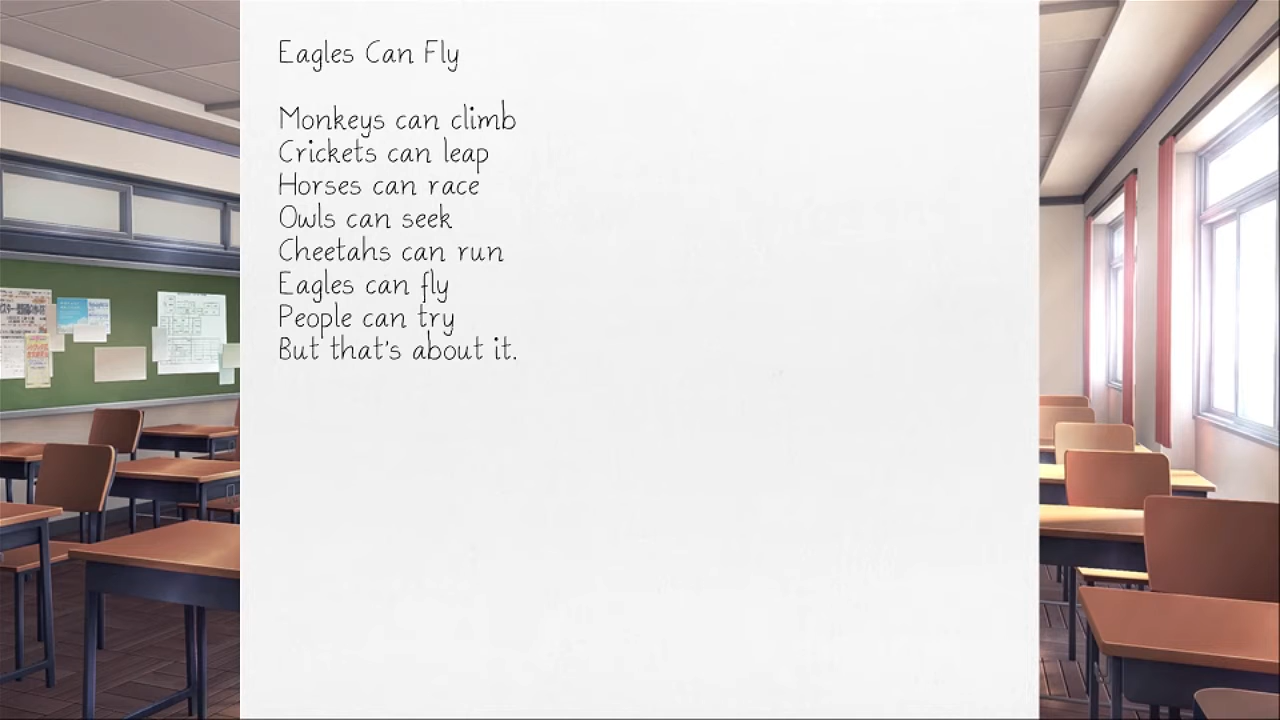 Eagles Can Fly
Monkeys can climb
Crickets can leap
Horses can race
Owls can seek
Cheetahs can run
Eagles can fly
People can try
But that's about it.